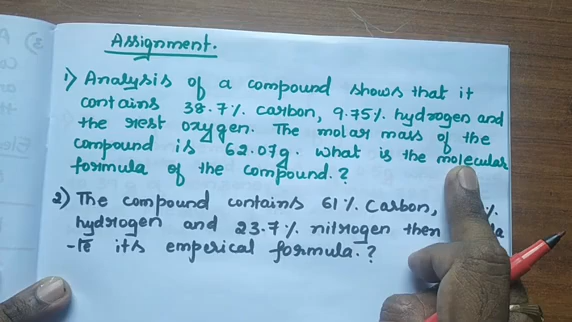 Assignment.
1) Analysis of a compound shows that it
contains 38.7% carbon, 9.75% hydrogen and
the rest oxygen. The molar mass of the
compound is 62.07g. what is the molecular
formula of the compound.?
2) The compound contains 61% Carbon, %
hydrogen and 23.7% nitrogen then
-te its emperical formula.?